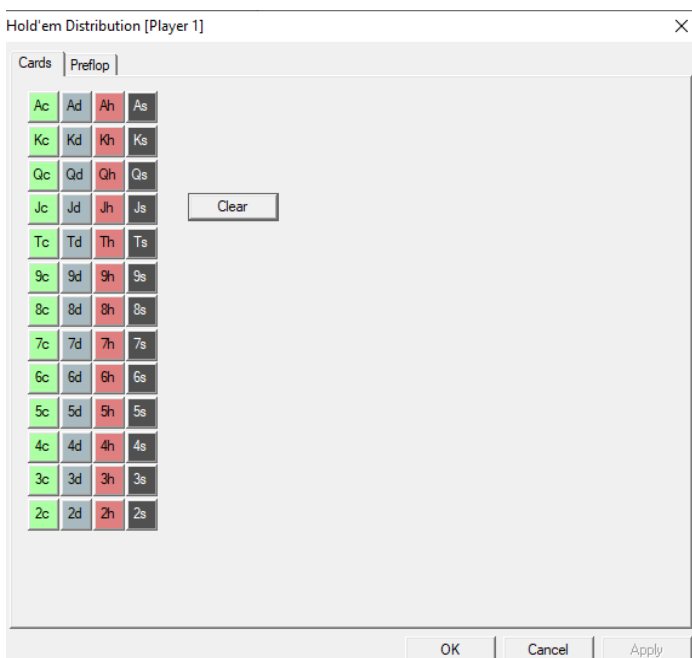 Hold'em Distribution [Player 1]
Cards Preflop
Ac Ad Ah As
Kc Kd Kh Ks
Qc Qd Qh Qs
Jc Jd Jh Js Clear
Tc Td Th Ts
9c 9d 9h 9s
8c 8d 8h 8s
7c 7d 7h 7s
6c 6d 6h 6s
5c 5d 5h 5s
4c 4d 4h 4s
3c 3d 3h 3s
2c 2d 2h 2s
OK Cancel Apply